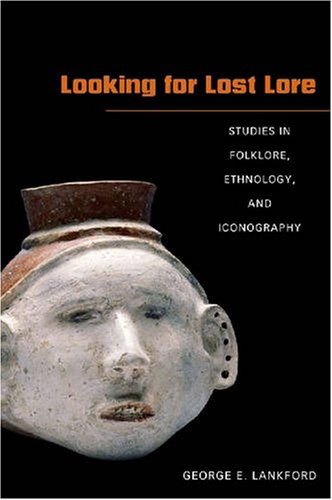 Looking for Lost Lore
STUDIES IN
FOLKLORE,
ETHNOLOGY,
AND
ICONOGRAPHY
GEORGE E. LANKFORD